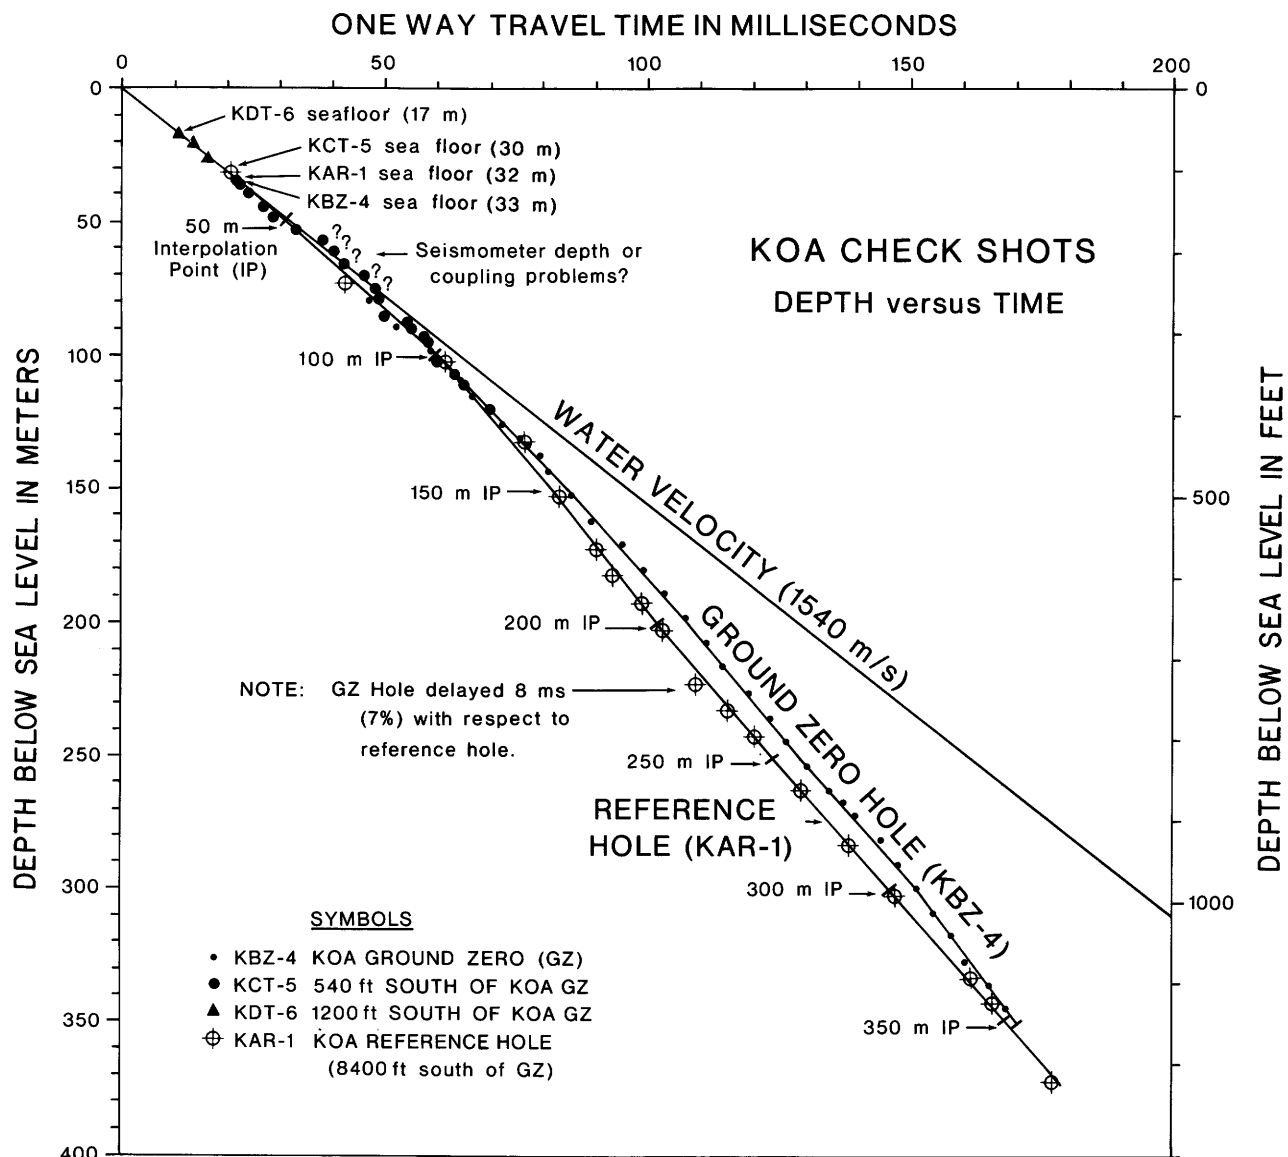 ONE WAY TRAVEL TIME IN MILLISECONDS
0 50 100 150 200
DEPTH BELOW SEA LEVEL IN METERS
0
50
100
150
200
250
300
350
400
DEPTH BELOW SEA LEVEL IN FEET
0
500
1000
KDT-6 seafloor (17 m)
KCT-5 sea floor (30 m)
KAR-1 sea floor (32 m)
KBZ-4 sea floor (33 m)
50 m
Interpolation
Point (IP)
? ? ? ? ?
Seismometer depth or
coupling problems?
KOA CHECK SHOTS
DEPTH versus TIME
100 m IP
WATER VELOCITY (1540 m/s)
150 m IP
200 m IP
GROUND ZERO HOLE (KBZ-4)
NOTE: GZ Hole delayed 8 ms
(7%) with respect to
reference hole.
250 m IP
REFERENCE
HOLE (KAR-1)
300 m IP
350 m IP
SYMBOLS
KBZ-4 KOA GROUND ZERO (GZ)
KCT-5 540 ft SOUTH OF KOA GZ
KDT-6 1200 ft SOUTH OF KOA GZ
KAR-1 KOA REFERENCE HOLE
(8400 ft south of GZ)